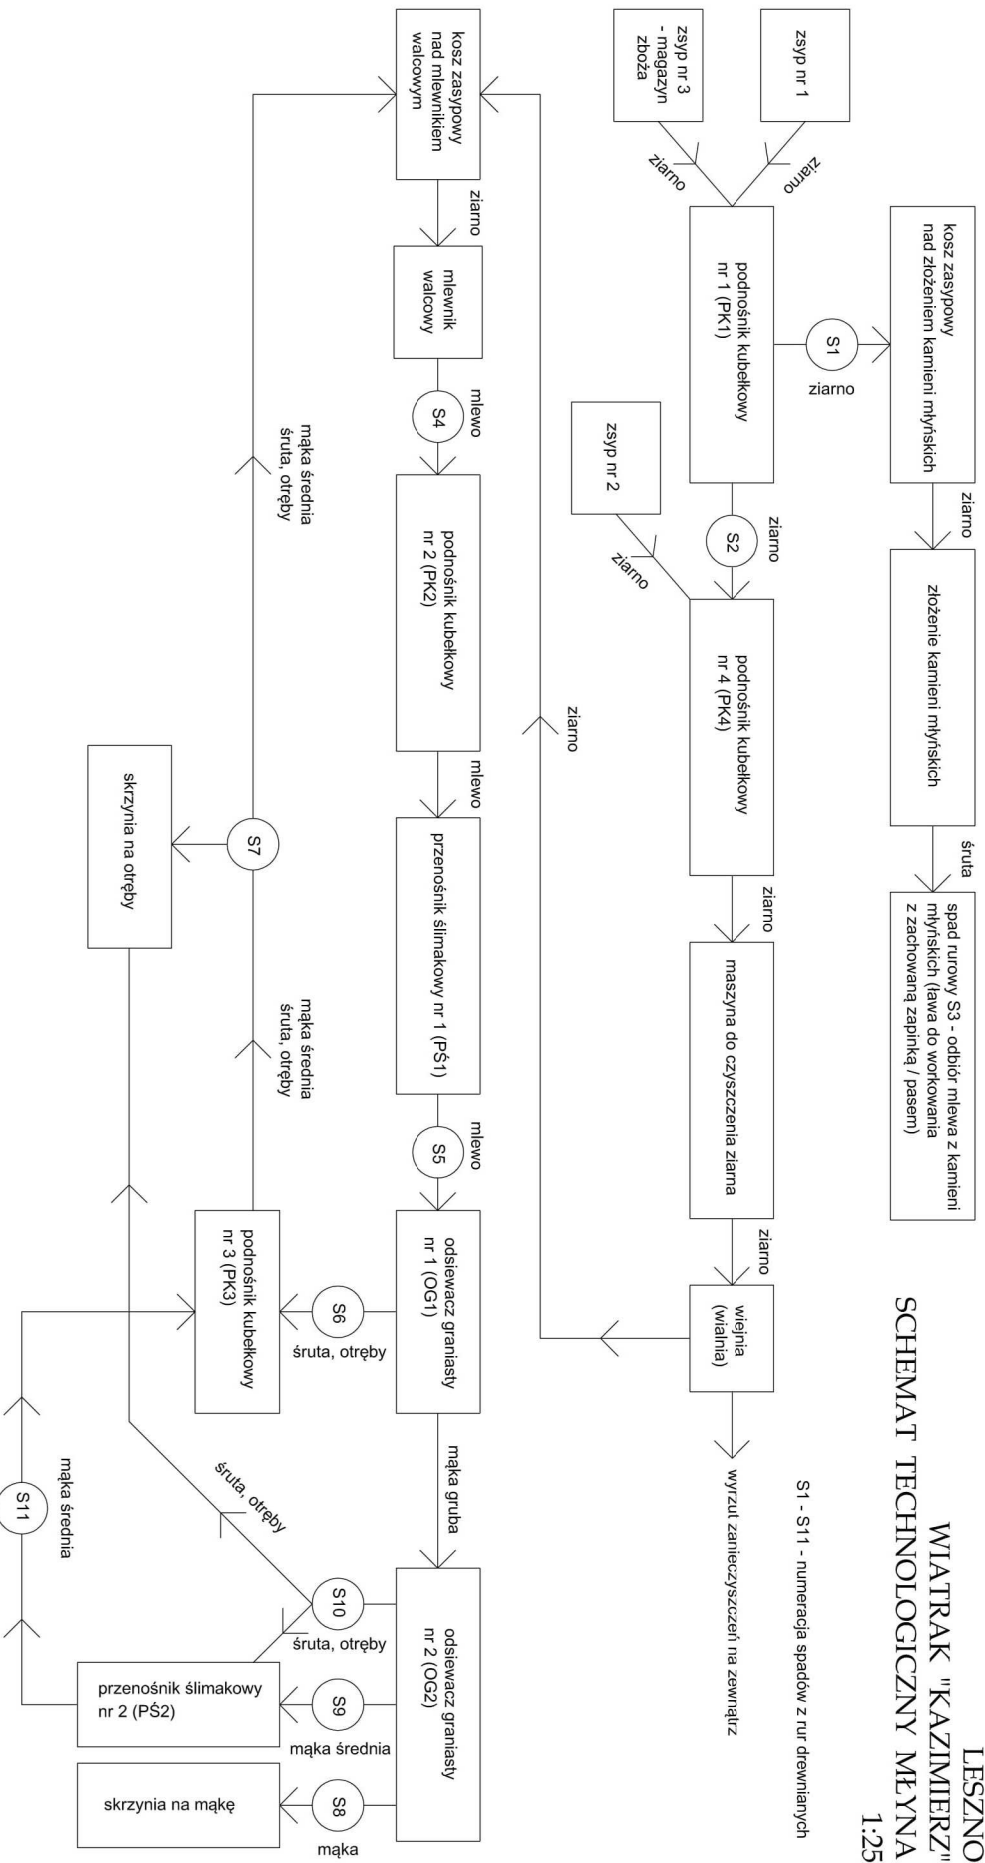 LESZNO
WIATRAK "KAZIMIERZ"
SCHEMAT TECHNOLOGICZNY MŁYNA
1:25
S1 - S11 - numeracja spadów z rur drewnianych
kosz zasypowy
nad złożeniem kamieni młyńskich
ziarno
złożenie kamieni młyńskich
śruta
spad rurowy S3 - odbiór mlewa z kamieni
młyńskich (ława do workowania
z zachowaną zapinką / pasem)
S1
ziarno
zsyp nr 1
ziarno
zsyp nr 3
- magazyn
zboża
ziarno
podnośnik kubełkowy
nr 1 (PK1)
ziarno
S2
zsyp nr 2
ziarno
podnośnik kubełkowy
nr 4 (PK4)
ziarno
maszyna do czyszczenia ziarna
ziarno
wiejnia
(wialnia)
wyrzut zanieczyszczeń na zewnątrz
ziarno
kosz zasypowy
nad mlewnikiem
walcowym
ziarno
mlewnik
walcowy
mlewo
S4
podnośnik kubełkowy
nr 2 (PK2)
mlewo
przenośnik ślimakowy nr 1 (PŚ1)
mlewo
S5
odsiewacz graniasty
nr 1 (OG1)
mąka gruba
odsiewacz graniasty
nr 2 (OG2)
S6
śruta, otręby
S10
śruta, otręby
S9
mąka średnia
S8
mąka
mąka średnia
śruta, otręby
S7
mąka średnia
śruta, otręby
podnośnik kubełkowy
nr 3 (PK3)
śruta, otręby
skrzynia na otręby
przenośnik ślimakowy
nr 2 (PŚ2)
skrzynia na mąkę
mąka średnia
S11